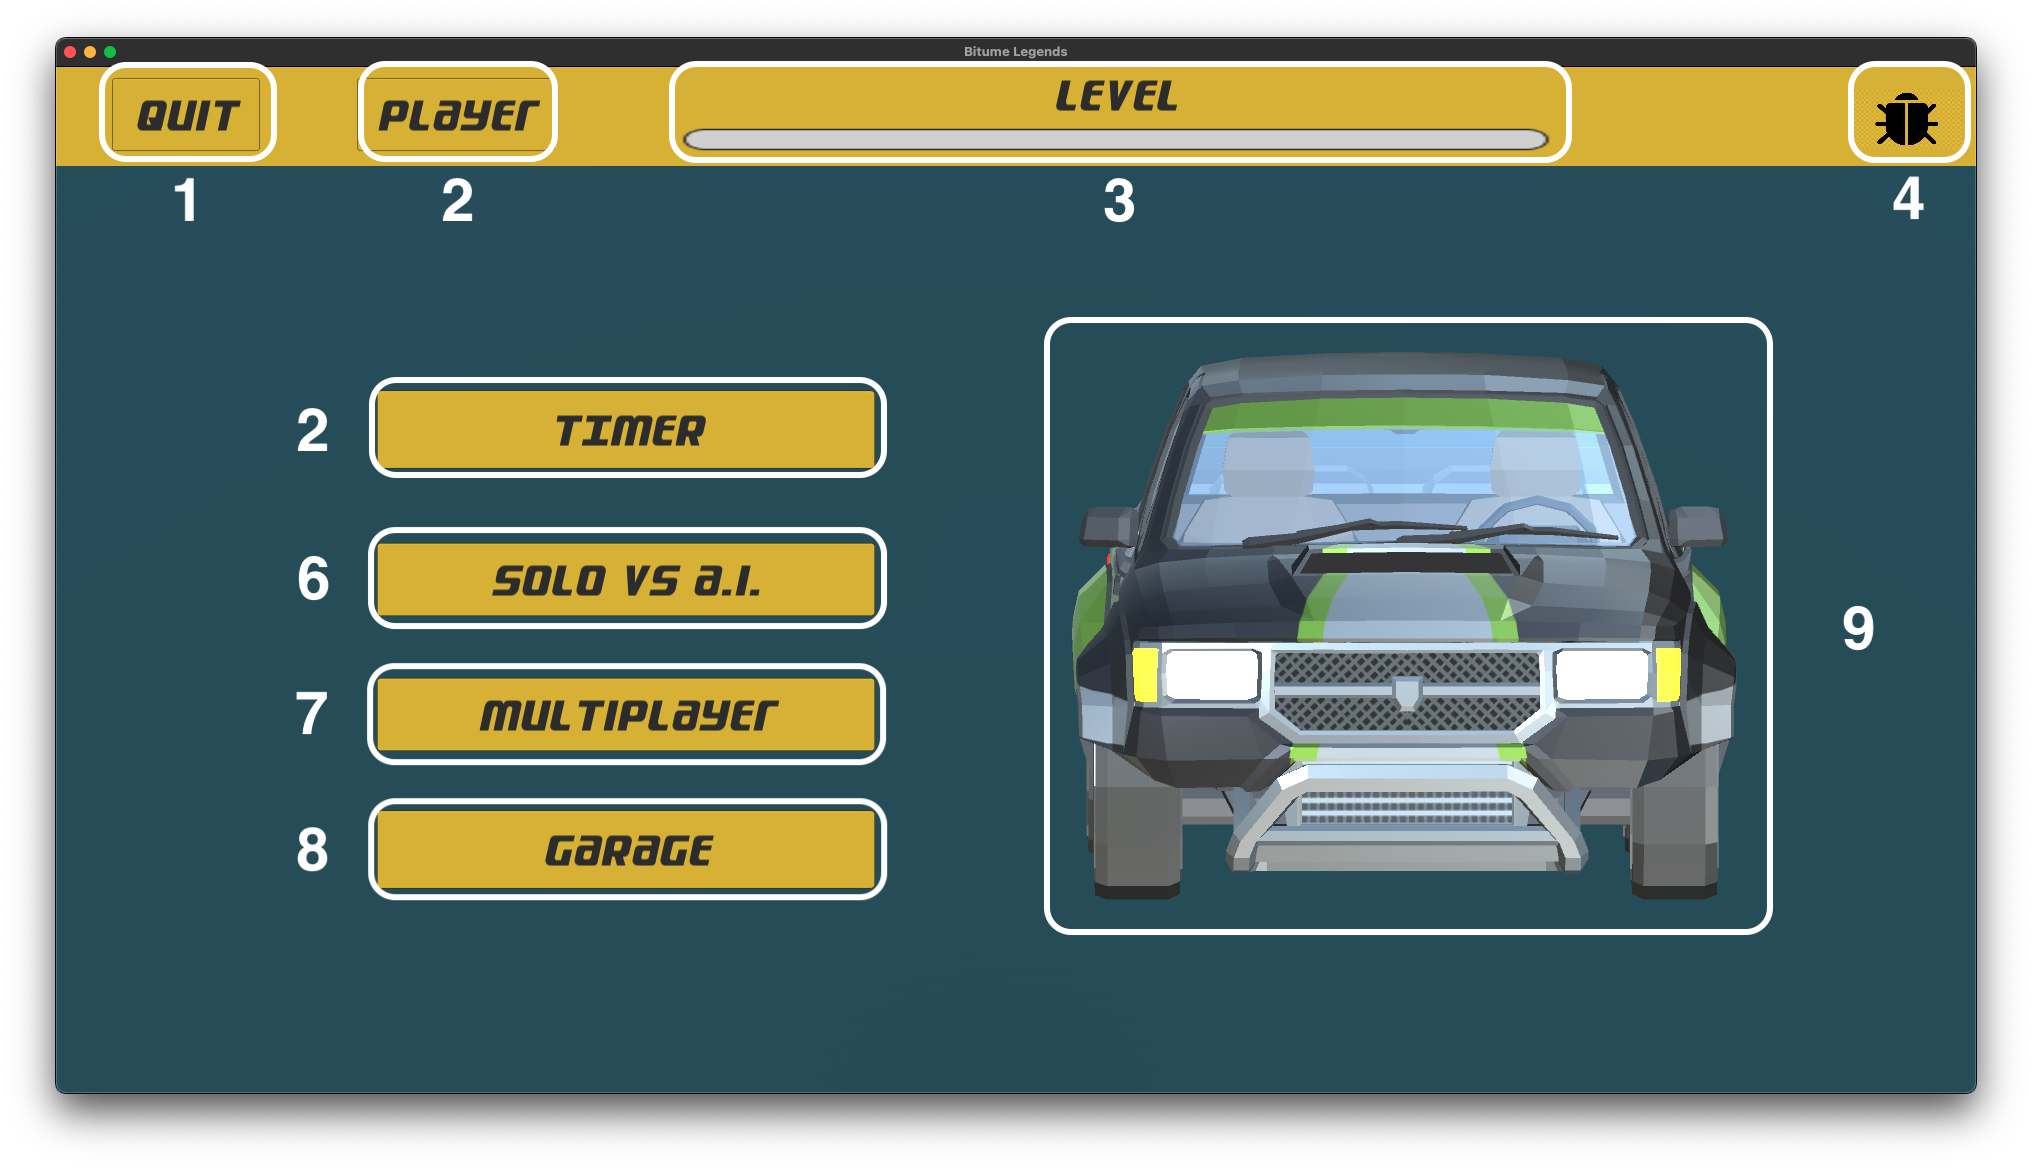 Bitume Legends
QUIT
PLAYER
LEVEL
1
2
3
4
2
TIMER
6
SOLO VS A.I.
7
MULTIPLAYER
8
GARAGE
9